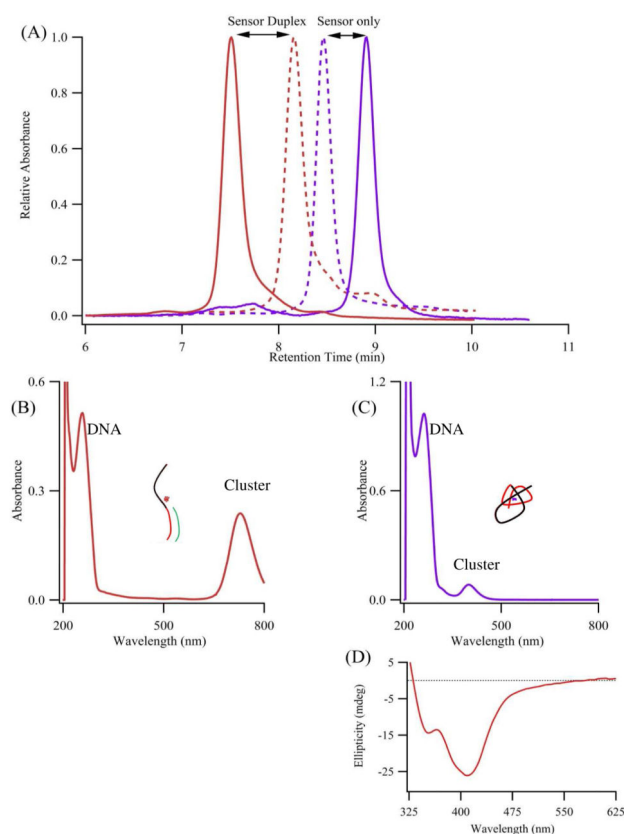 (A)
Sensor Duplex Sensor only
1.0
0.8
0.6
0.4
0.2
0.0
Relative Absorbance
6 7 8 9 10 11
Retention Time (min)
(B)
0.6
0.3
0.0
Absorbance
DNA
Cluster
200 500 800
Wavelength (nm)
(C)
1.2
0.6
0.0
Absorbance
DNA
Cluster
200 500 800
Wavelength (nm)
(D)
5
-5
-15
-25
Ellipticity (mdeg)
325 400 475 550 625
Wavelength (nm)